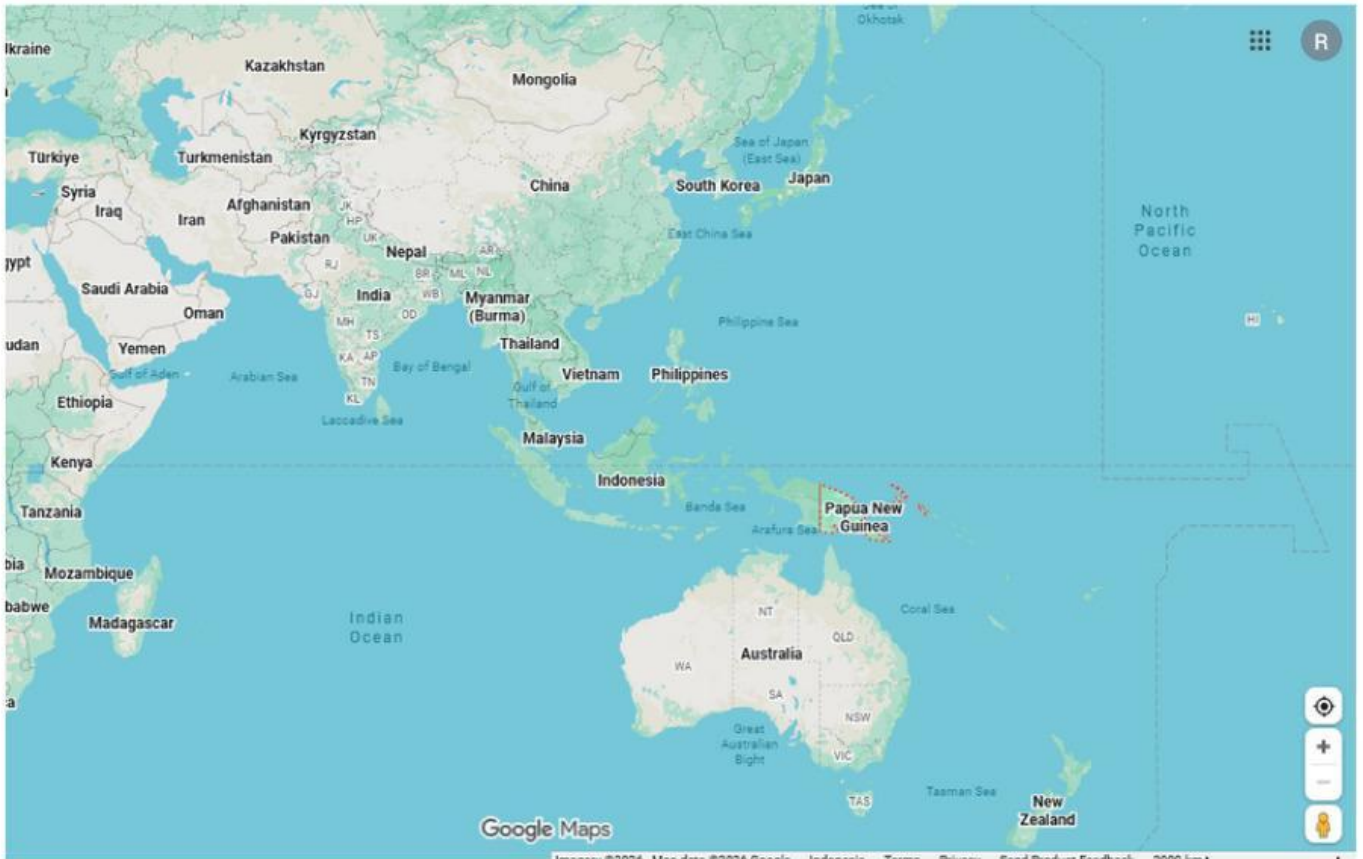 Sea of
Okhotsk
R
Ukraine
Kazakhstan
Mongolia
Kyrgyzstan
Sea of Japan
(East Sea)
Türkiye
Turkmenistan
China
South Korea
Japan
Syria
Iraq
Iran
Afghanistan
JK
HP
Pakistan
UK
Nepal
AR
East China Sea
North
Pacific
Ocean
gypt
RJ
BR
ML
NL
Saudi Arabia
GJ
India
WB
Myanmar
(Burma)
Oman
OD
MH
TS
Philippine Sea
HI
udan
Yemen
Thailand
KA
AP
Gulf of Aden
Arabian Sea
Bay of Bengal
TN
Vietnam
Philippines
Gulf of
Thailand
KL
Ethiopia
Laccadive Sea
Malaysia
Kenya
Indonesia
Tanzania
Banda Sea
Papua New
Guinea
Arafura Sea
bia
Mozambique
babwe
Madagascar
Indian
Ocean
NT
Coral Sea
QLD
Australia
WA
SA
a
NSW
Great
Australian
Bight
VIC
TAS
Tasman Sea
New
Zealand
Google Maps